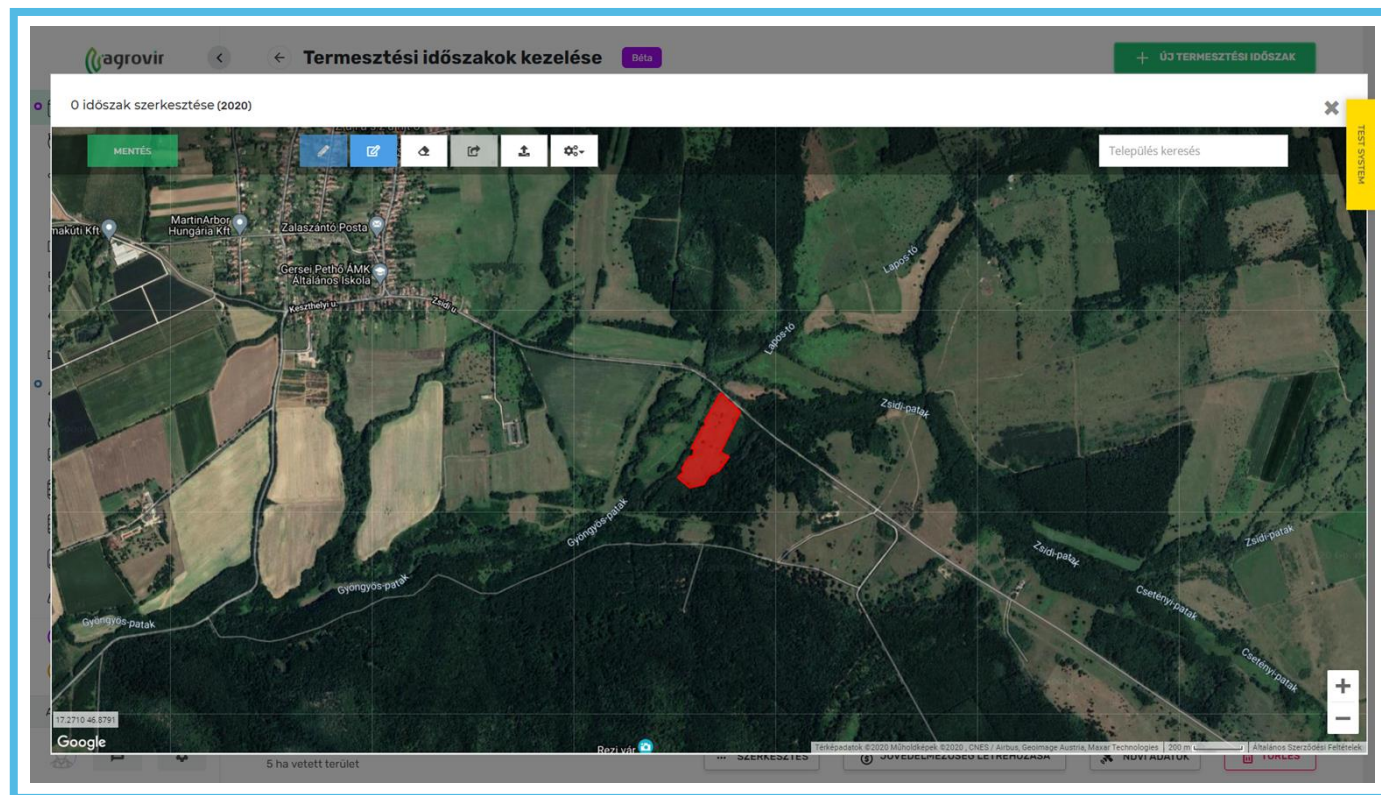 agrovir
Termesztési időszakok kezelése
Béta
+ ÚJ TERMESZTÉSI IDŐSZAK
0 időszak szerkesztése (2020)
TEST SYSTEM
MENTÉS
Település keresés
makúti Kft
MartinArbor
Hungária Kft
Zalaszántó Posta
Gersei Pethő ÁMK
Általános Iskola
Keszthelyi u.
Zsidi u.
Lapos-tó
Lapos-tó
Zsidi-patak
Gyöngyös-patak
Zsidi-patak
Zsidi-patak
Gyöngyös-patak
Csetényi-patak
Gyöngyös-patak
Csetényi-patak
17.2710 46.8791
Google
Rezi vár
Térképadatok ©2020 Műholdképek ©2020 , CNES / Airbus, Geoimage Austria, Maxar Technologies
200 m
Általános Szerződési Feltételek
5 ha vetett terület
SZERKESZTÉS
JÖVEDELMEZŐSÉG LÉTREHOZÁSA
NDVI ADATOK
TÖRLÉS